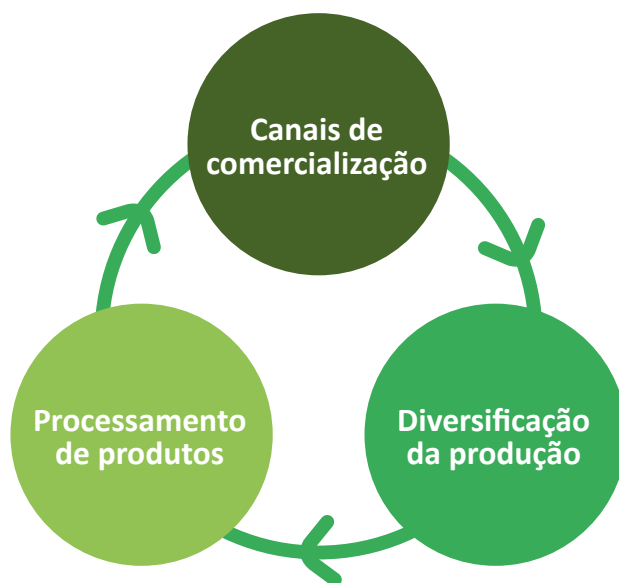 Canais de
comercialização
Processamento
de produtos
Diversificação
da produção